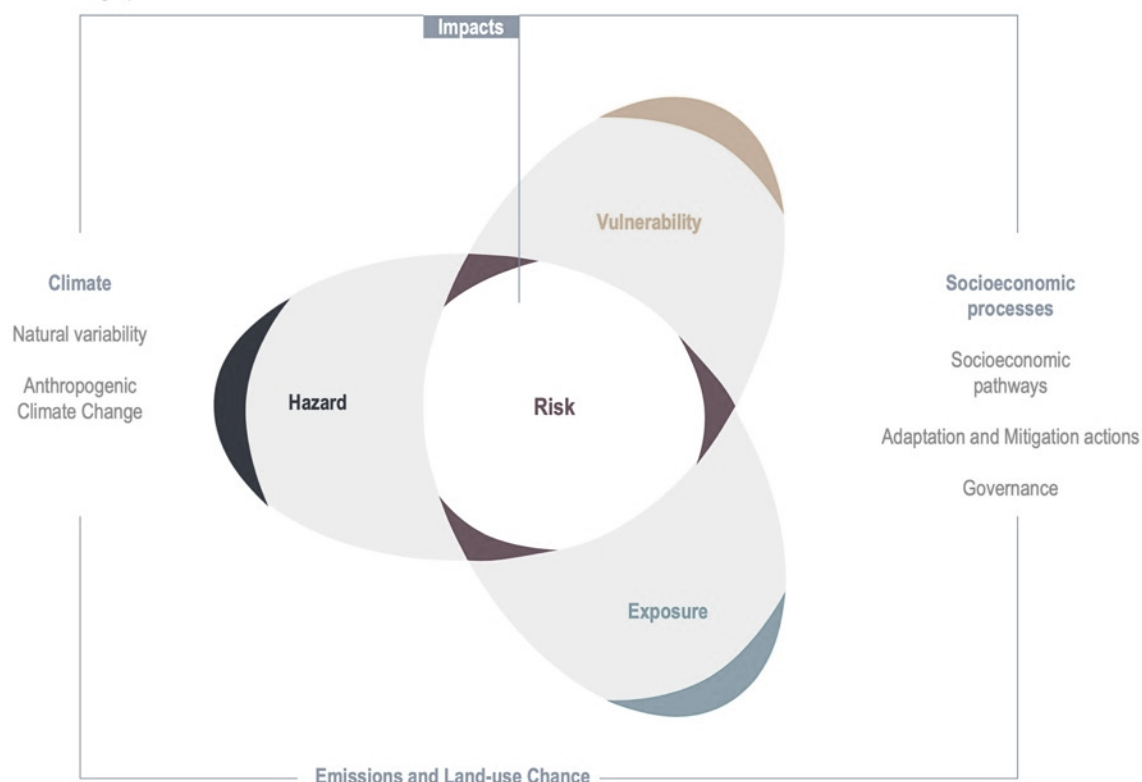 Impacts
Vulnerability
Climate
Natural variability
Anthropogenic
Climate Change
Hazard
Risk
Socioeconomic
processes
Socioeconomic
pathways
Adaptation and Mitigation actions
Governance
Exposure
Emissions and Land-use Chance